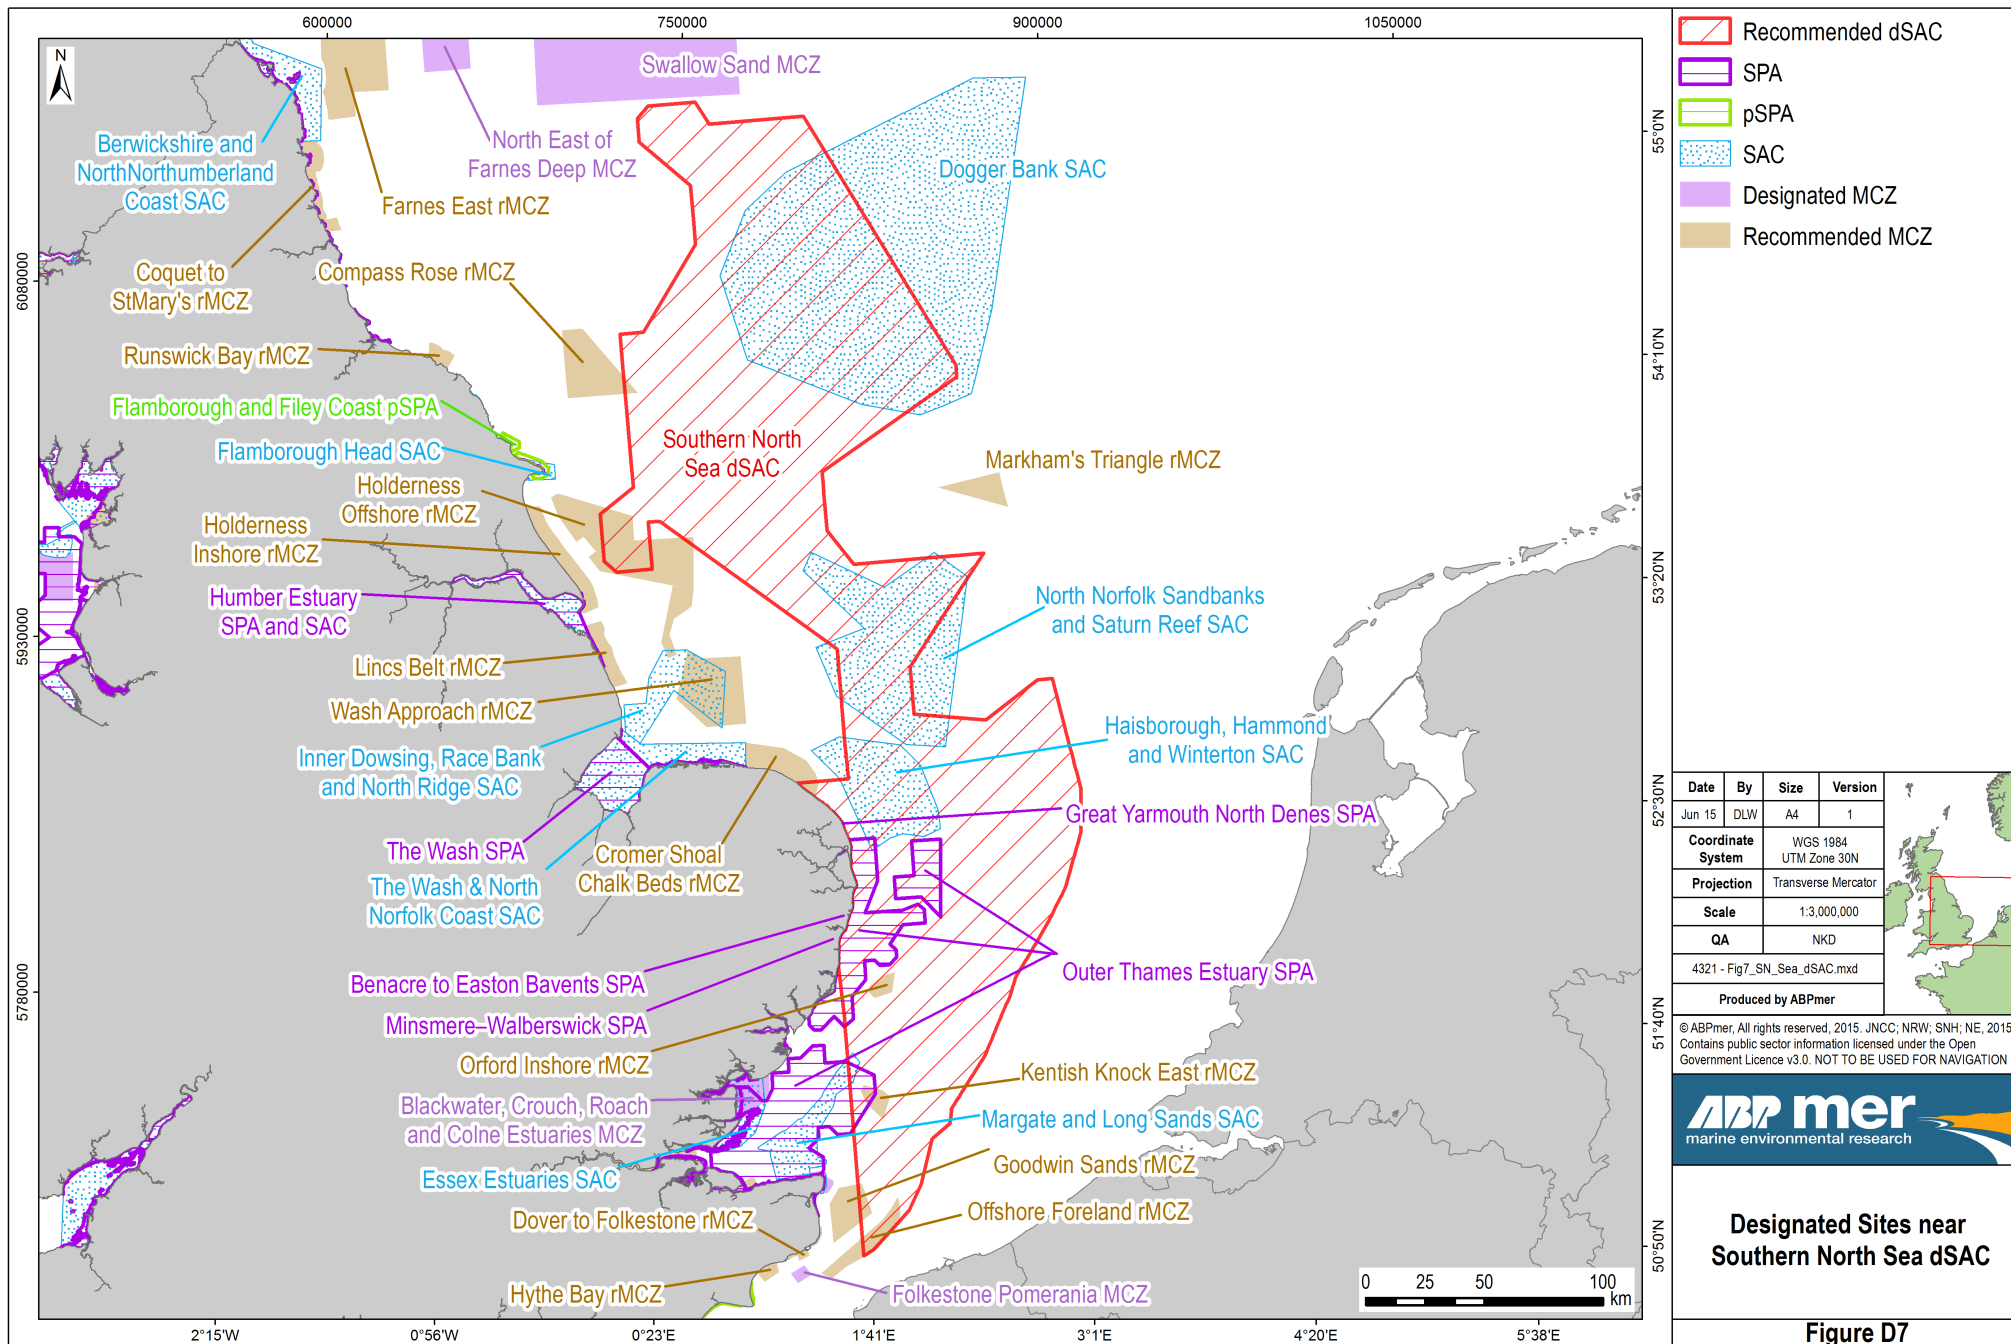 600000
750000
900000
1050000
N
Swallow Sand MCZ
Berwickshire and
NorthNorthumberland
Coast SAC
North East of
Farnes Deep MCZ
Dogger Bank SAC
Farnes East rMCZ
Coquet to
StMary's rMCZ
Compass Rose rMCZ
Runswick Bay rMCZ
Flamborough and Filey Coast pSPA
Flamborough Head SAC
Southern North
Sea dSAC
Markham's Triangle rMCZ
Holderness
Offshore rMCZ
Holderness
Inshore rMCZ
Humber Estuary
SPA and SAC
North Norfolk Sandbanks
and Saturn Reef SAC
Lincs Belt rMCZ
Wash Approach rMCZ
Haisborough, Hammond
and Winterton SAC
Inner Dowsing, Race Bank
and North Ridge SAC
Great Yarmouth North Denes SPA
The Wash SPA
Cromer Shoal
Chalk Beds rMCZ
The Wash & North
Norfolk Coast SAC
Outer Thames Estuary SPA
Benacre to Easton Bavents SPA
Minsmere–Walberswick SPA
Orford Inshore rMCZ
Kentish Knock East rMCZ
Blackwater, Crouch, Roach
and Colne Estuaries MCZ
Margate and Long Sands SAC
Essex Estuaries SAC
Goodwin Sands rMCZ
Dover to Folkestone rMCZ
Offshore Foreland rMCZ
Hythe Bay rMCZ
Folkestone Pomerania MCZ
6080000
5930000
5780000
55°0'N
54°10'N
53°20'N
52°30'N
51°40'N
50°50'N
2°15'W
0°56'W
0°23'E
1°41'E
3°1'E
4°20'E
5°38'E
0 25 50 100
km
Recommended dSAC
SPA
pSPA
SAC
Designated MCZ
Recommended MCZ
Date By Size Version
Jun 15 DLW A4 1
Coordinate
System
WGS 1984
UTM Zone 30N
Projection Transverse Mercator
Scale 1:3,000,000
QA NKD
4321 - Fig7_SN_Sea_dSAC.mxd
Produced by ABPmer
© ABPmer, All rights reserved, 2015. JNCC; NRW; SNH; NE, 2015
Contains public sector information licensed under the Open
Government Licence v3.0. NOT TO BE USED FOR NAVIGATION
ABP mer
marine environmental research
Designated Sites near
Southern North Sea dSAC
Figure D7